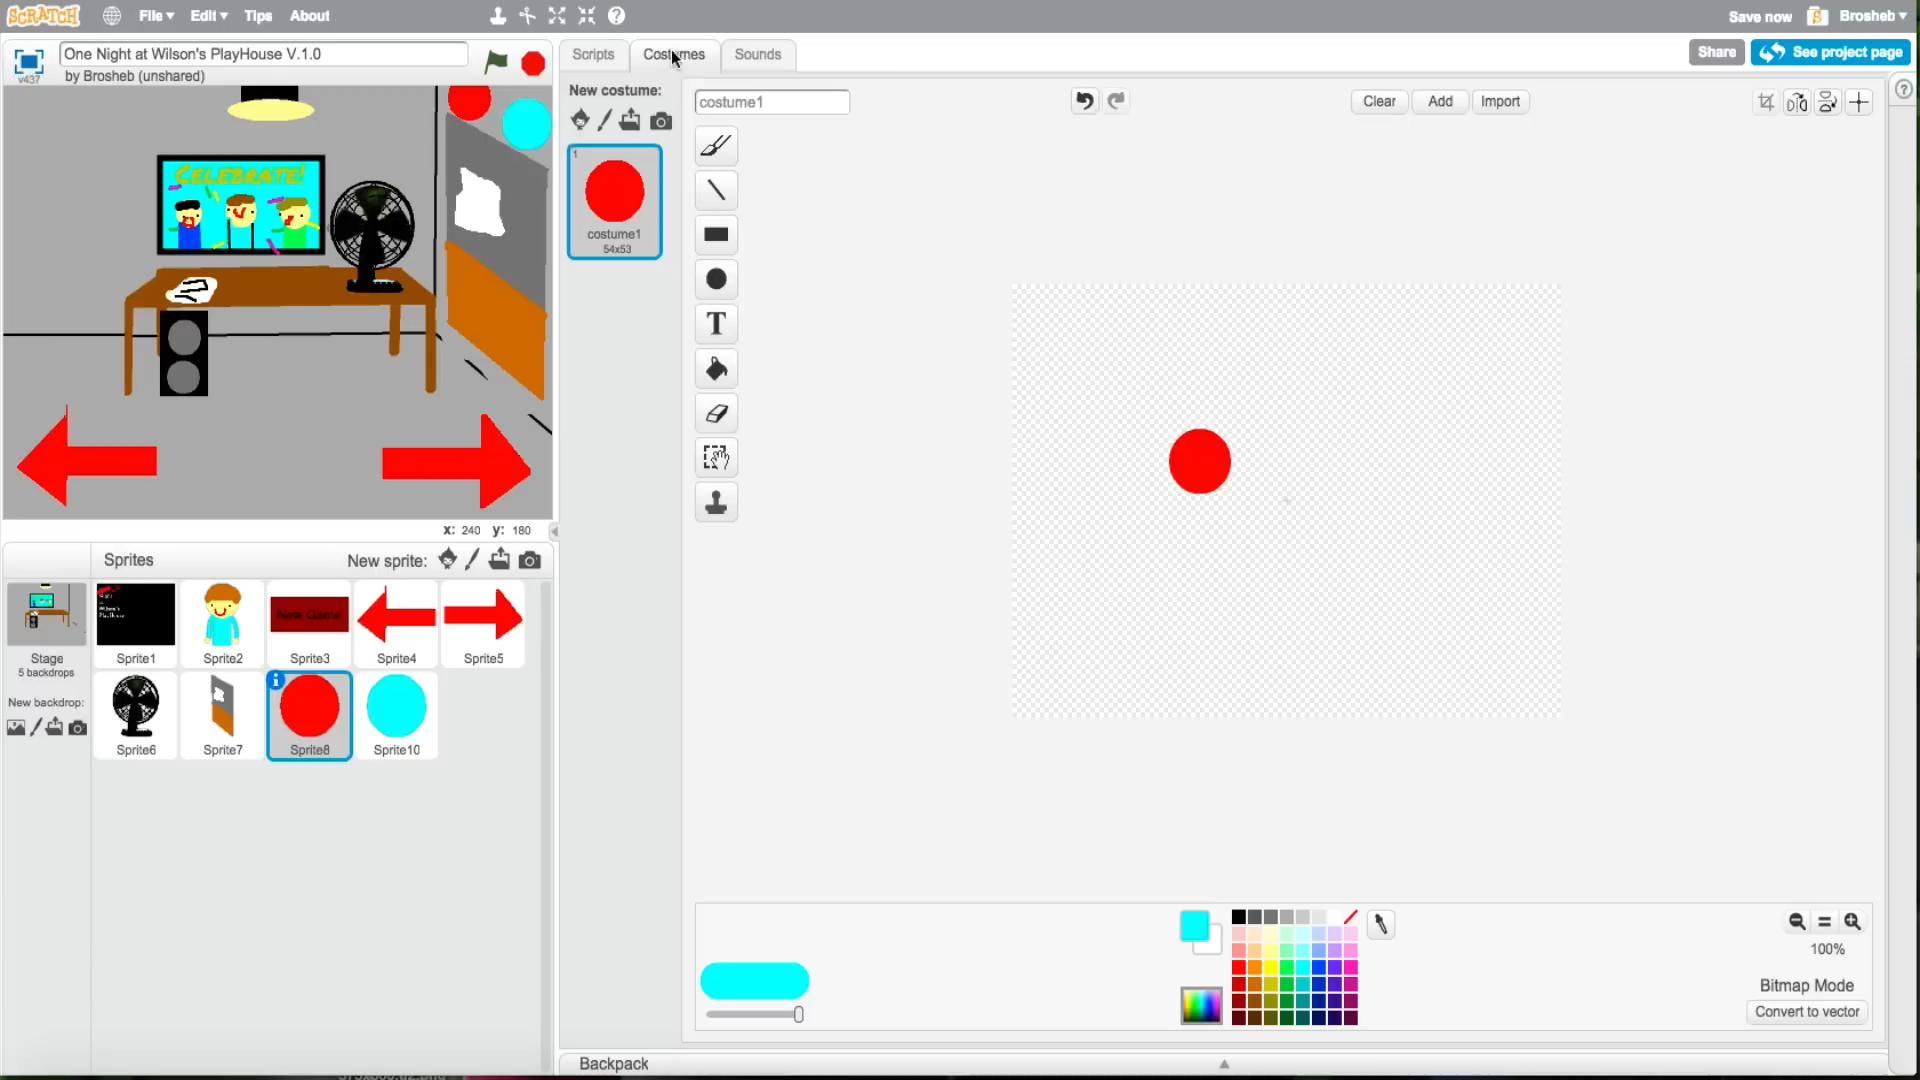 SCRATCH
File▾
Edit▾
Tips
About
Save now
Brosheb ▾
v437
One Night at Wilson's PlayHouse V.1.0
by Brosheb (unshared)
Scripts
Costumes
Sounds
Share
See project page
New costume:
costume1
Clear
Add
Import
1
costume1
54x53
CELEBRATE!
T
x: 240 y: 180
Sprites
New sprite:
New Game
Stage
5 backdrops
New backdrop:
Sprite1
Sprite2
Sprite3
Sprite4
Sprite5
Sprite6
Sprite7
Sprite8
Sprite10
100%
Bitmap Mode
Convert to vector
Backpack